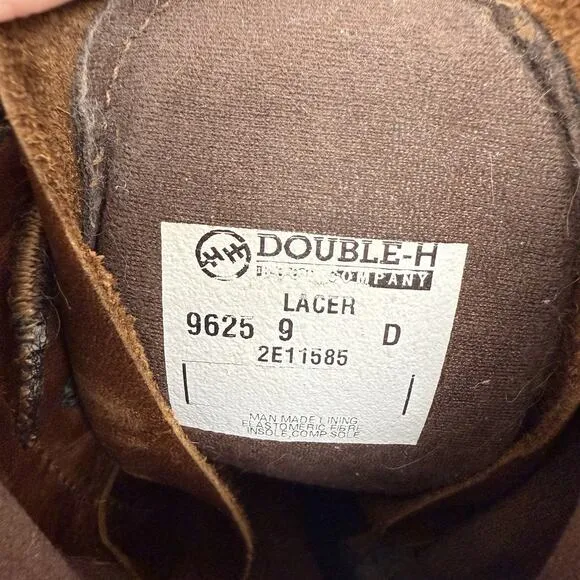 DOUBLE-H
COMPANY
LACER
9625 9 D
2E11585
MAN MADE LINING
ELASTOMERIC FIBRE
INSOLE,COMP.SOLE